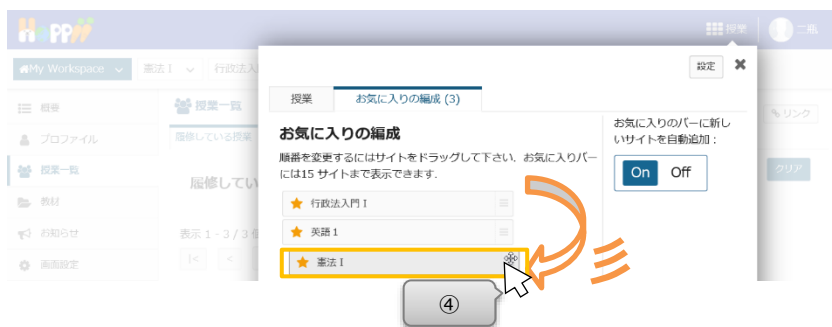 HoPPii
授業
二瓶
My Workspace
憲法 I
行政法入
設定
概要
プロファイル
授業一覧
教材
お知らせ
画面設定
授業一覧
履修している授業
履修してい
表示 1 - 3 / 3
リンク
クリア
授業
お気に入りの編成 (3)
お気に入りの編成
順番を変更するにはサイトをドラッグして下さい．お気に入りバー
には15 サイトまで表示できます．
行政法入門 I
英語 1
憲法 I
お気に入りのバーに新し
いサイトを自動追加：
On Off
④